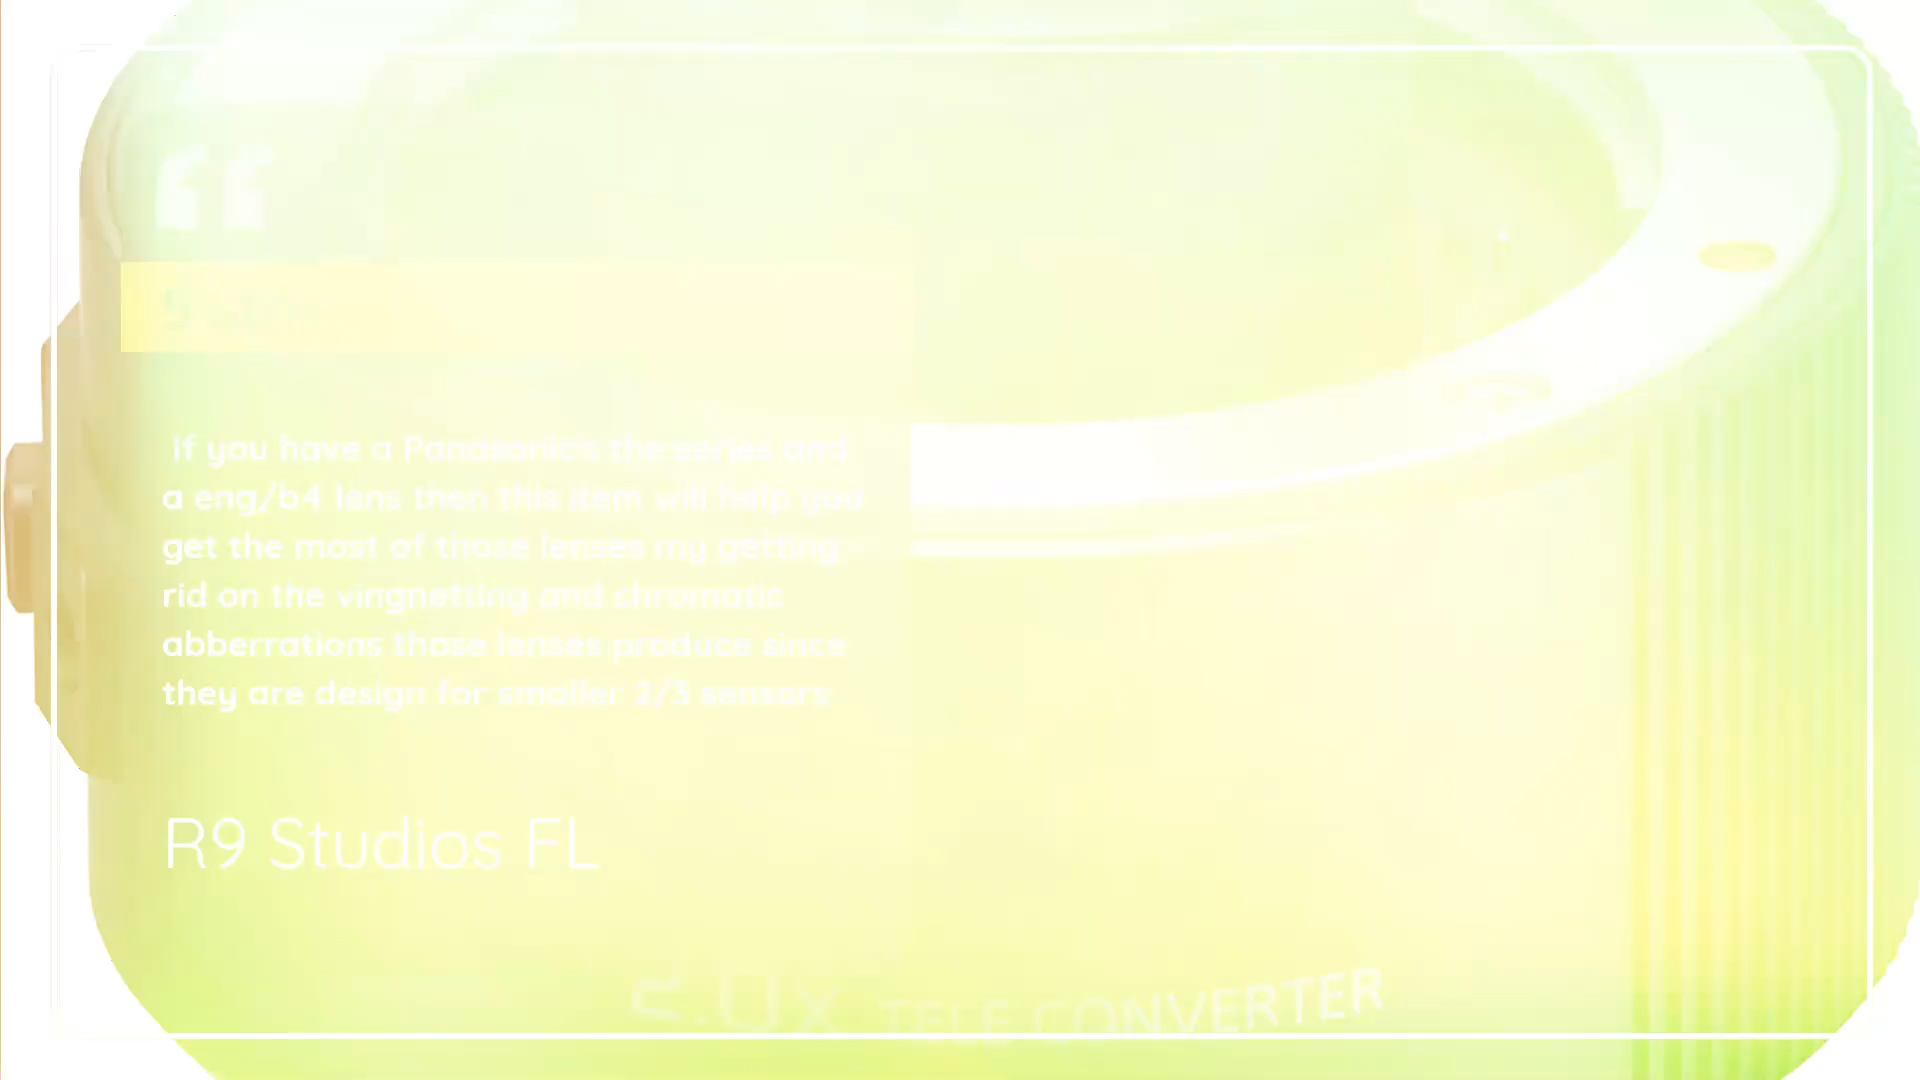 “
If you have a Pandsonics the series and
a eng/b4 lens then this item will help you
get the most of those lenses my getting
rid on the vingnetting and chromatic
abberrations those lenses produce since
they are design for smaller 2/3 sensors
R9 Studios FL
TELE CONVERTER